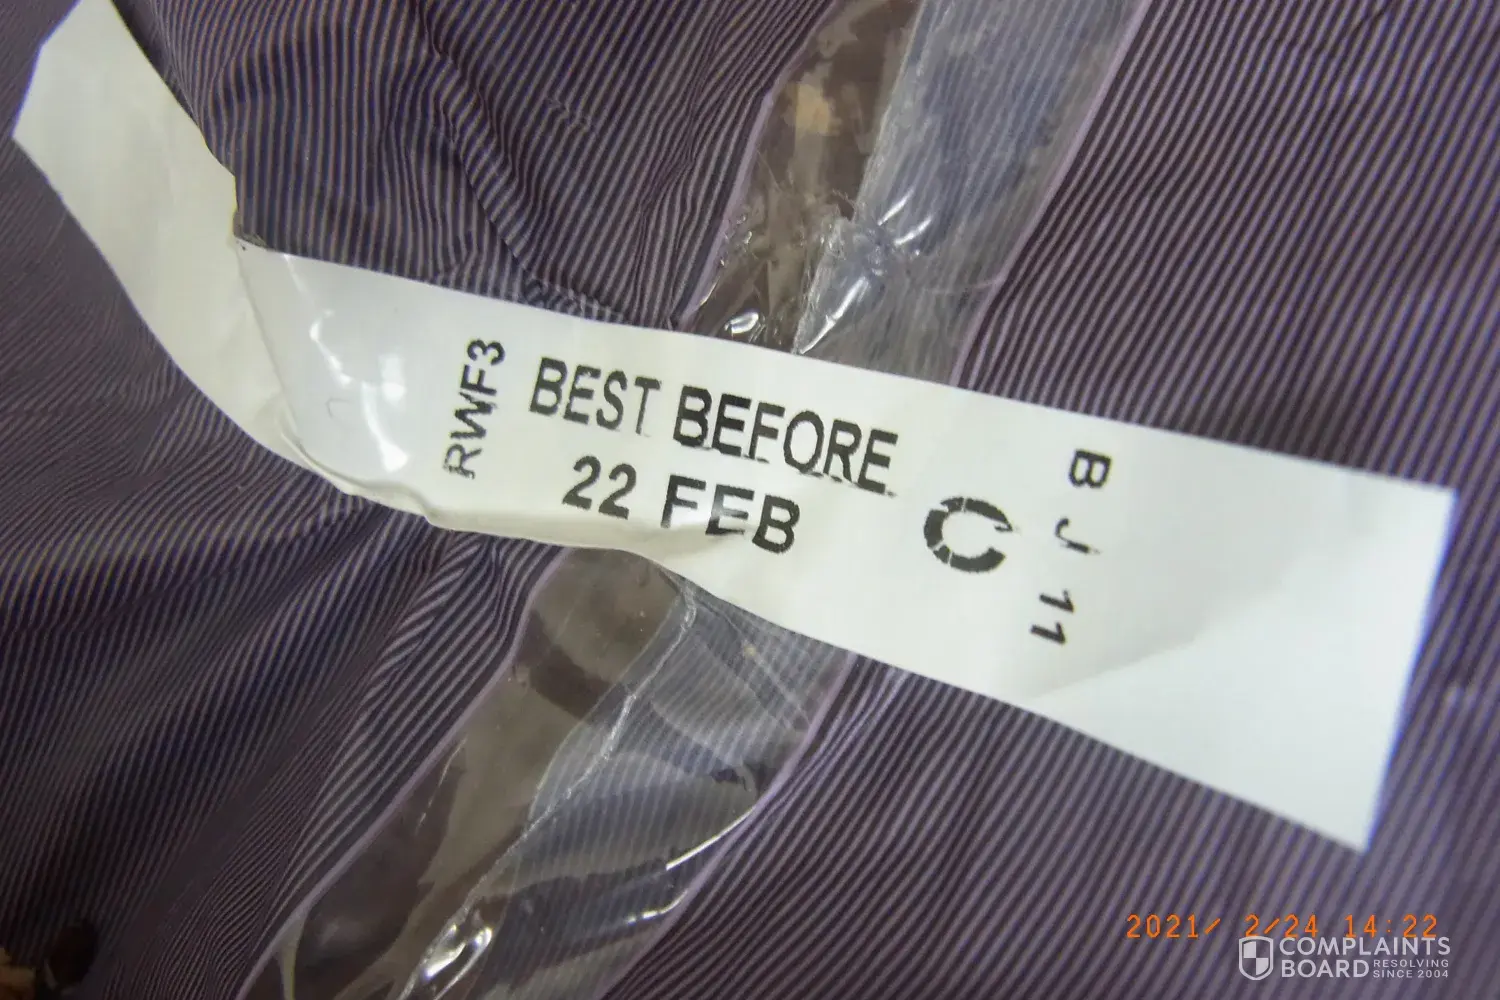 RWF3
BEST BEFORE
22 FEB
C
B J 11
2021/ 2/24 14:22
COMPLAINTS
BOARD RESOLVING
SINCE 2004